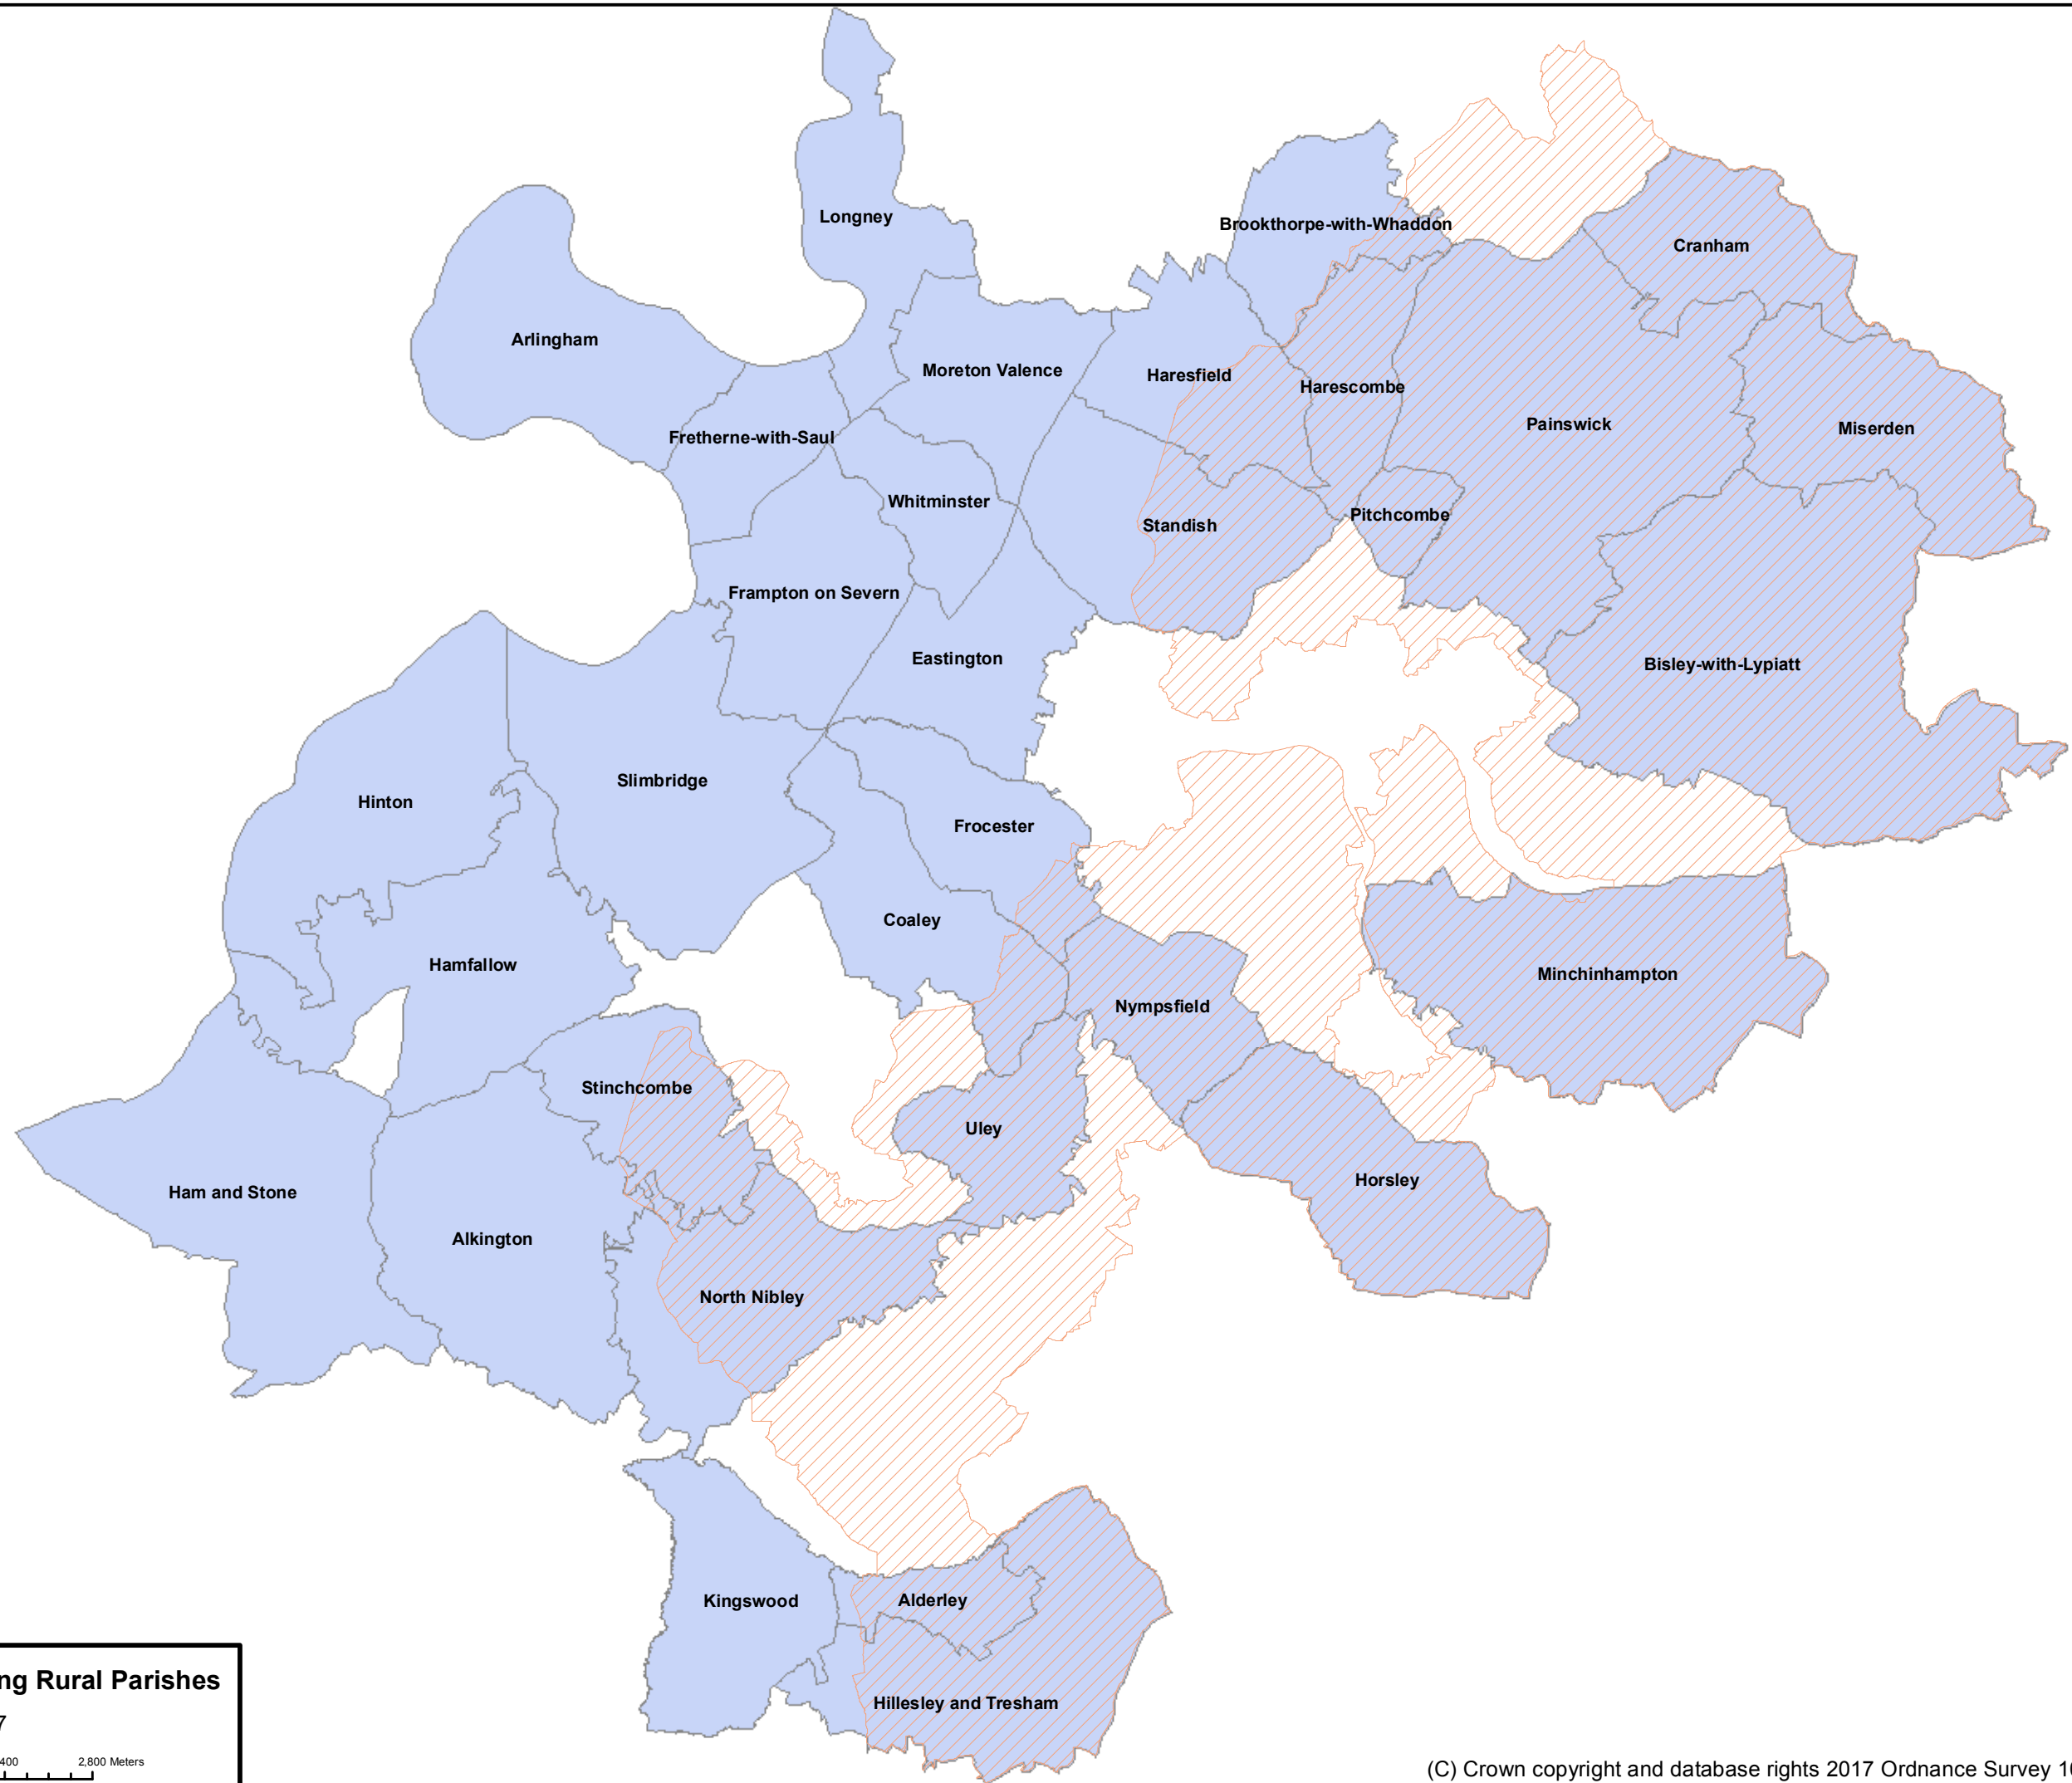 Longney
Brookthorpe-with-Whaddon
Cranham
Arlingham
Moreton Valence
Haresfield
Harescombe
Painswick
Miserden
Fretherne-with-Saul
Whitminster
Standish
Pitchcombe
Frampton on Severn
Eastington
Bisley-with-Lypiatt
Slimbridge
Hinton
Frocester
Coaley
Hamfallow
Minchinhampton
Nympsfield
Stinchcombe
Uley
Horsley
Ham and Stone
Alkington
North Nibley
Kingswood
Alderley
Hillesley and Tresham
Rural Parishes
2,800 Meters
(C) Crown copyright and database rights 2017 Ordnance Survey